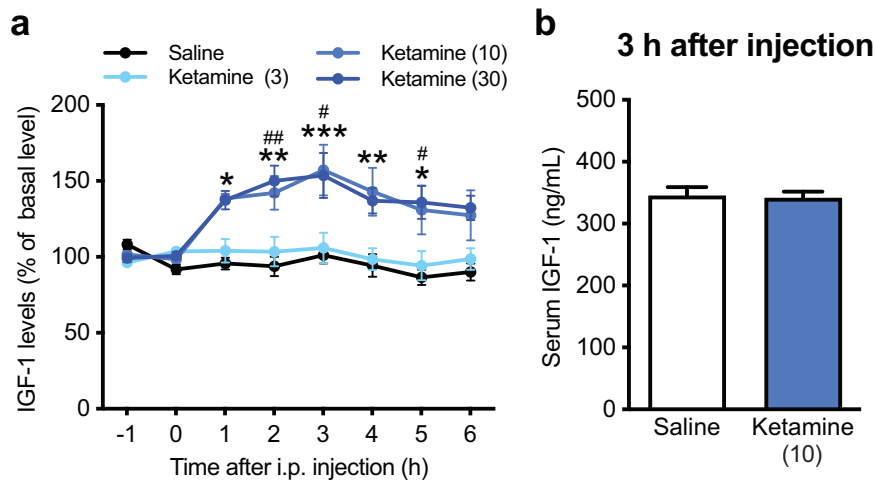 a
Saline
Ketamine (3)
Ketamine (10)
Ketamine (30)
IGF-1 levels (% of basal level)
200
150
100
50
0
*
##
**
#
***
**
#
*
-1 0 1 2 3 4 5 6
Time after i.p. injection (h)
b
3 h after injection
Serum IGF-1 (ng/mL)
500
400
300
200
100
0
Saline
Ketamine
(10)